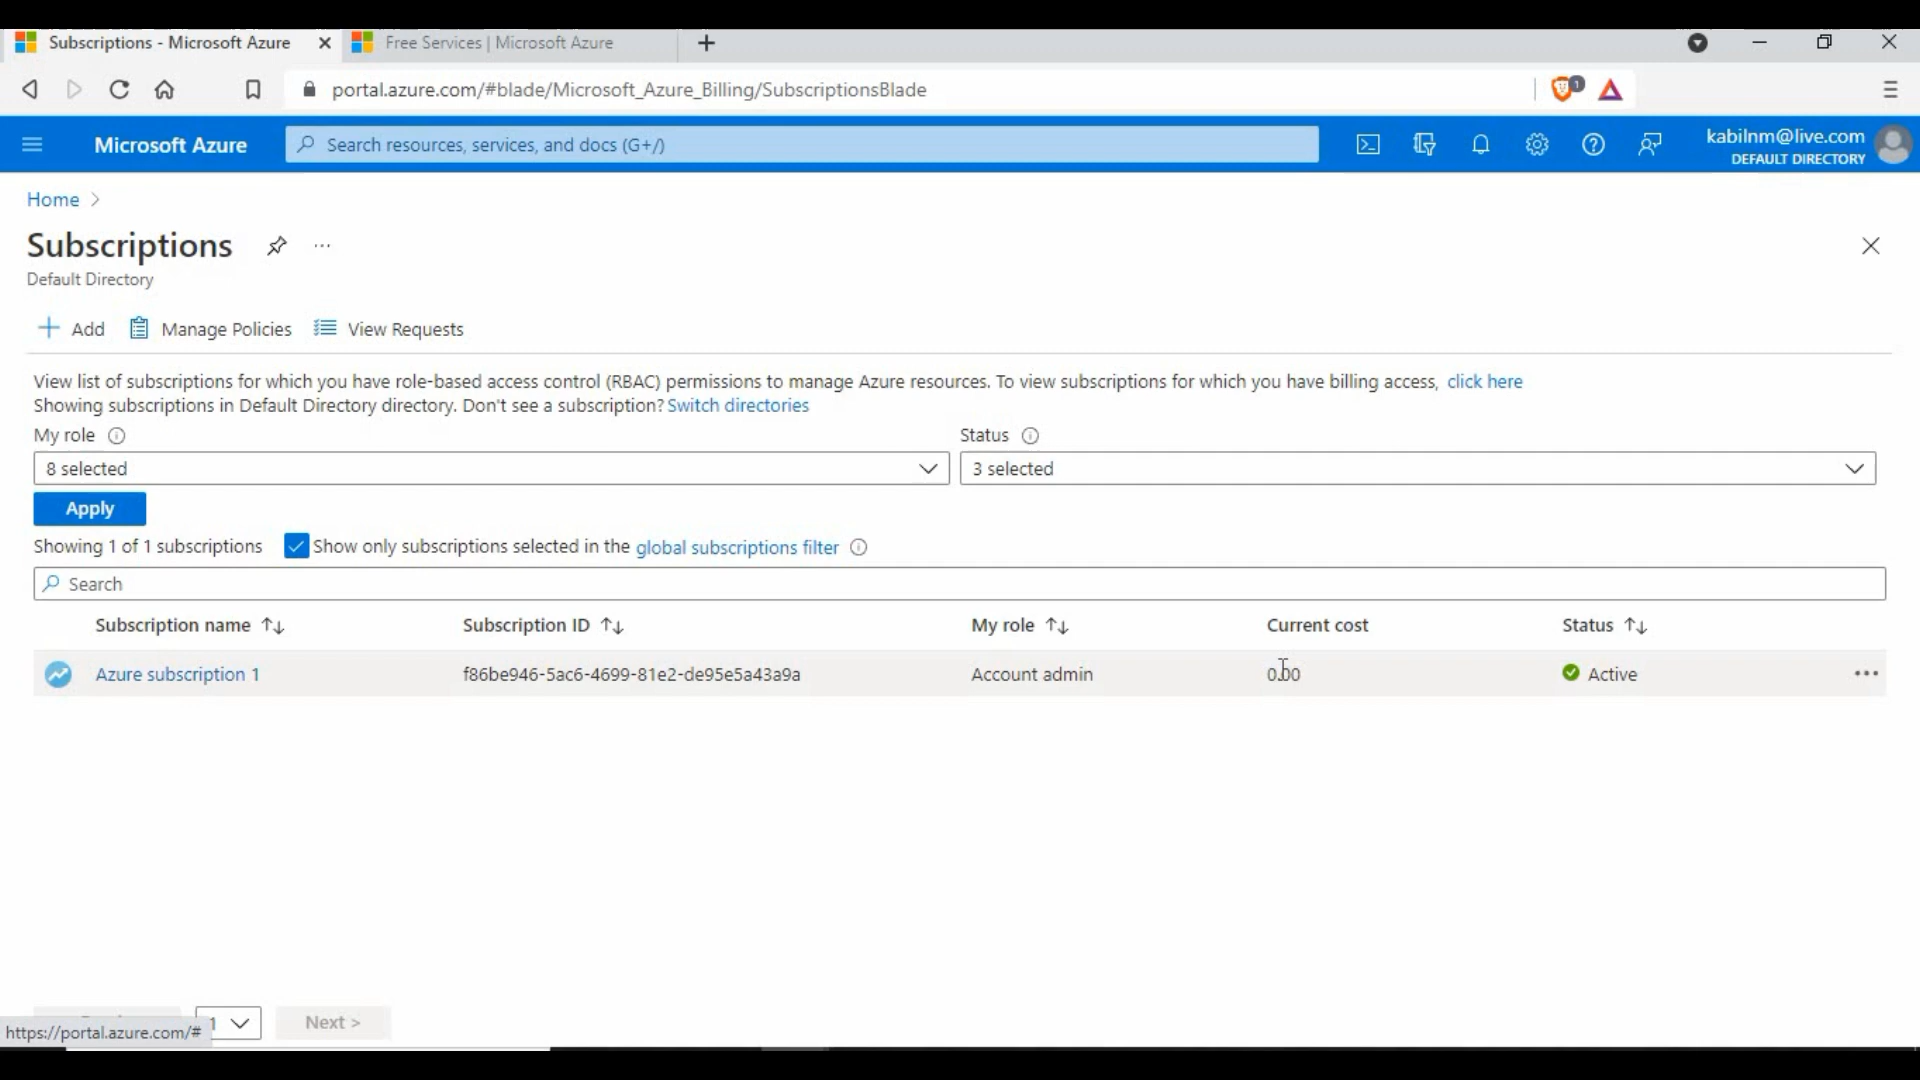 Subscriptions - Microsoft Azure
Free Services | Microsoft Azure
portal.azure.com/#blade/Microsoft_Azure_Billing/SubscriptionsBlade
1
Microsoft Azure
Search resources, services, and docs (G+/)
kabilnm@live.com
DEFAULT DIRECTORY
Home
Subscriptions
Default Directory
Add
Manage Policies
View Requests
View list of subscriptions for which you have role-based access control (RBAC) permissions to manage Azure resources. To view subscriptions for which you have billing access, click here
Showing subscriptions in Default Directory directory. Don't see a subscription? Switch directories
My role
Status
8 selected
3 selected
Apply
Showing 1 of 1 subscriptions
Show only subscriptions selected in the global subscriptions filter
Search
Subscription name
Subscription ID
My role
Current cost
Status
Azure subscription 1
f86be946-5ac6-4699-81e2-de95e5a43a9a
Account admin
0.00
Active
1
Next >
https://portal.azure.com/#